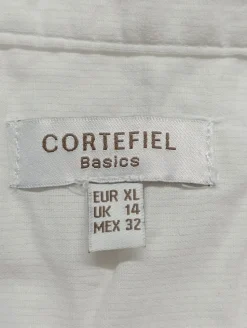 CORTEFIEL
Basics
EUR XL
UK 14
MEX 32